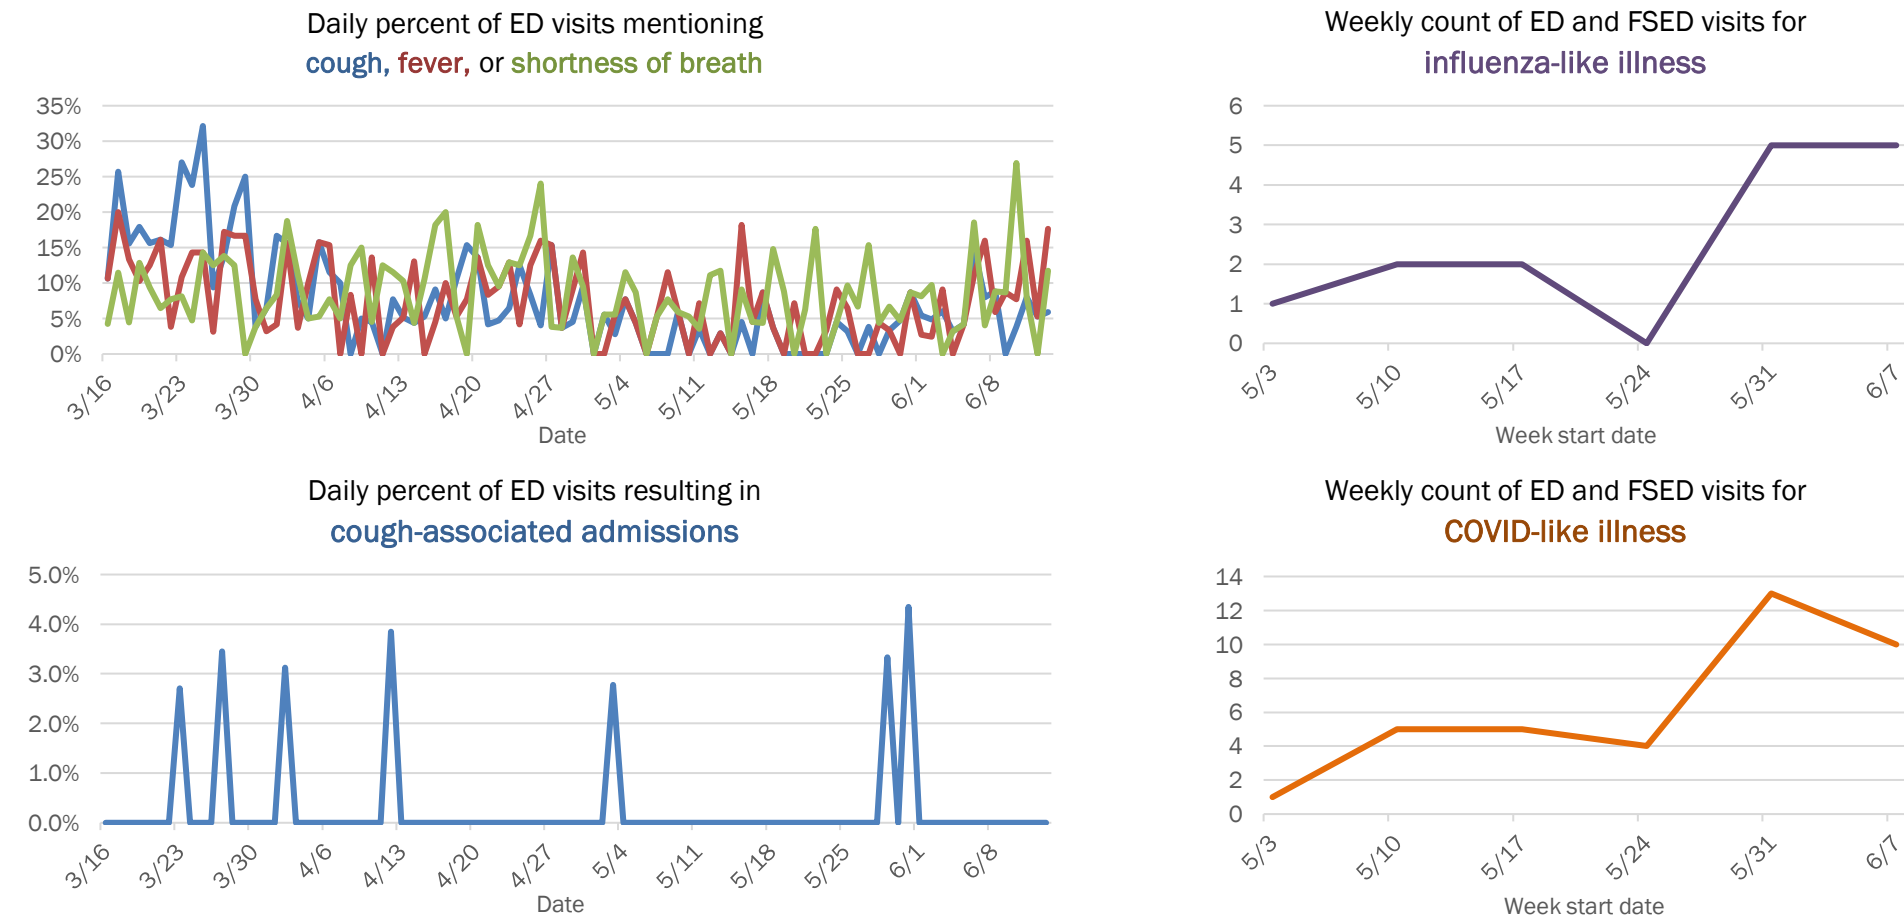 Daily percent of ED visits mentioning
cough, fever, or shortness of breath
35%
30%
25%
20%
15%
10%
5%
0%
3/16 3/23 3/30 4/6 4/13 4/20 4/27 5/4 5/11 5/18 5/25 6/1 6/8
Date
Weekly count of ED and FSED visits for
influenza-like illness
6
5
4
3
2
1
0
5/3 5/10 5/17 5/24 5/31 6/7
Week start date
Daily percent of ED visits resulting in
cough-associated admissions
5.0%
4.0%
3.0%
2.0%
1.0%
0.0%
3/16 3/23 3/30 4/6 4/13 4/20 4/27 5/4 5/11 5/18 5/25 6/1 6/8
Date
Weekly count of ED and FSED visits for
COVID-like illness
14
12
10
8
6
4
2
0
5/3 5/10 5/17 5/24 5/31 6/7
Week start date